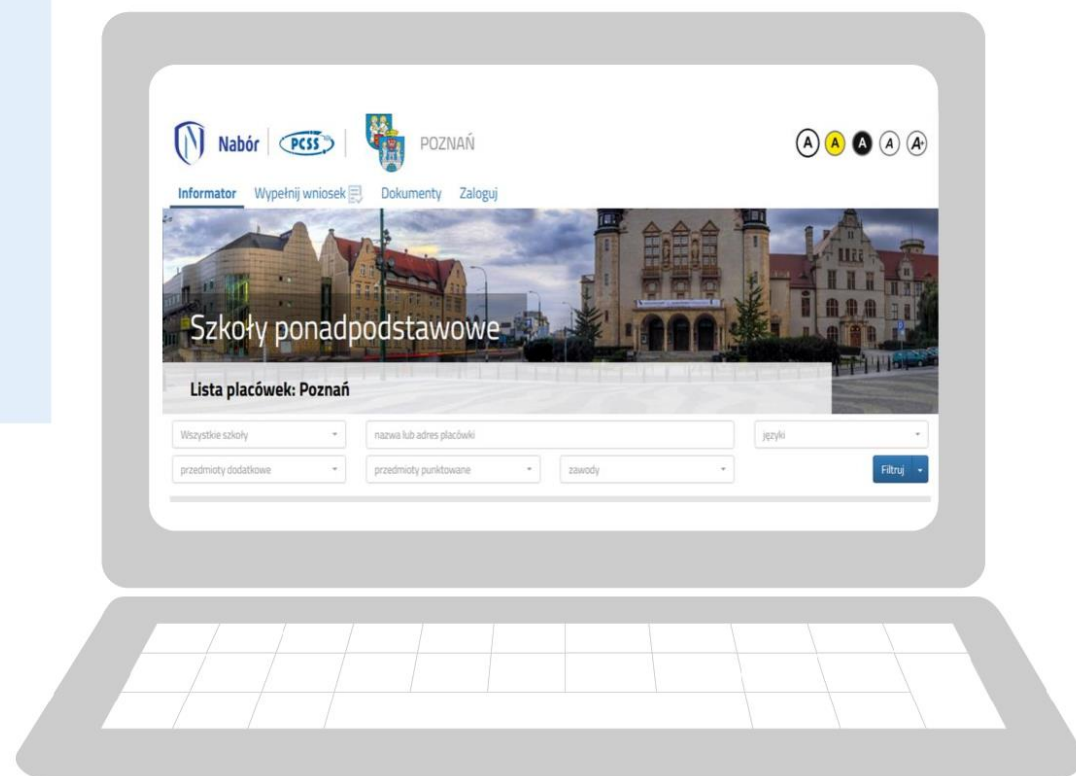 Nabór PCSS POZNAŃ A A A A A+
Informator Wypełnij wniosek Dokumenty Zaloguj
Szkoły ponadpodstawowe
Lista placówek: Poznań
Wszystkie szkoły nazwa lub adres placówki języki
przedmioty dodatkowe przedmioty punktowane zawody Filtruj